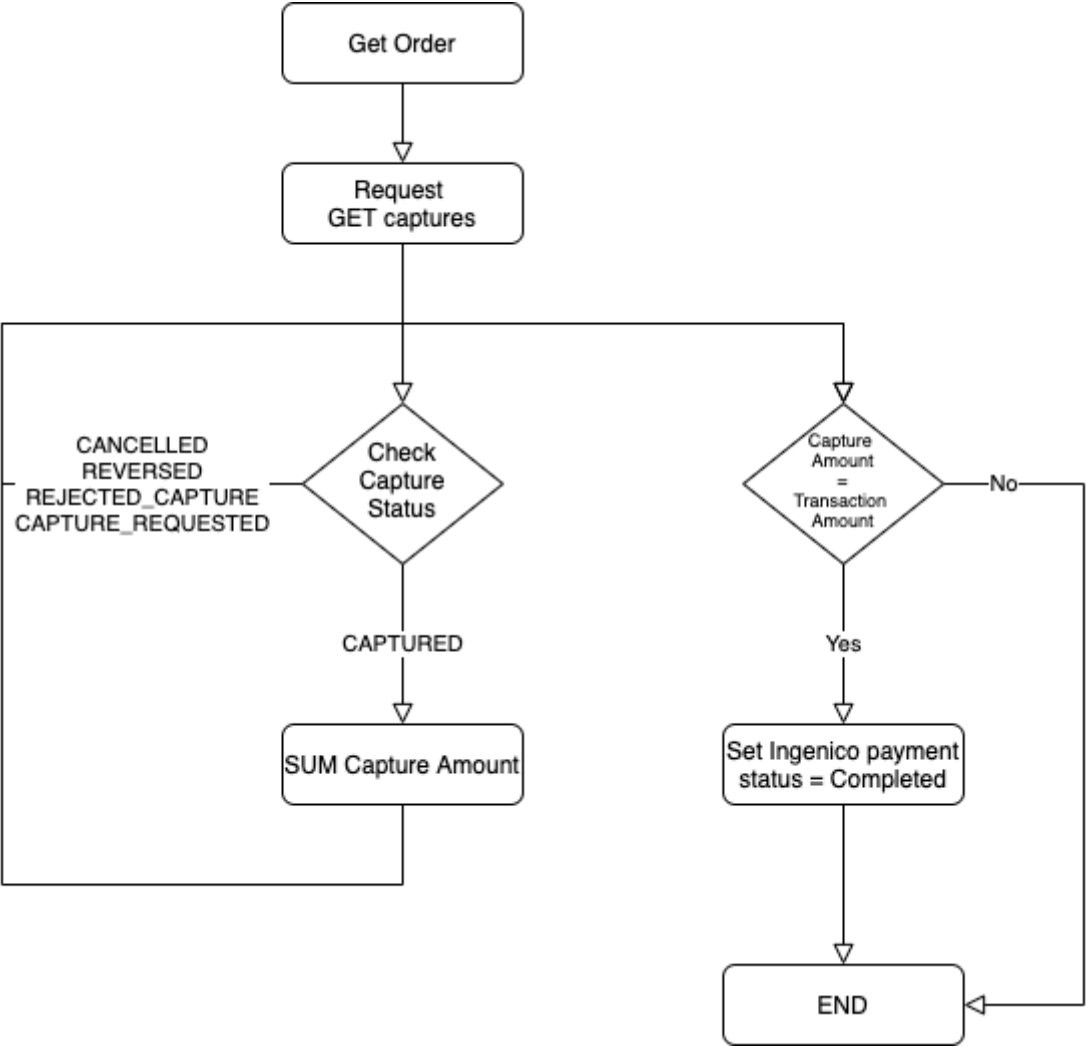 Get Order
Request
GET captures
CANCELLED
REVERSED
REJECTED_CAPTURE
CAPTURE_REQUESTED
Check
Capture
Status
Capture
Amount
=
Transaction
Amount
No
CAPTURED
Yes
SUM Capture Amount
Set Ingenico payment
status = Completed
END